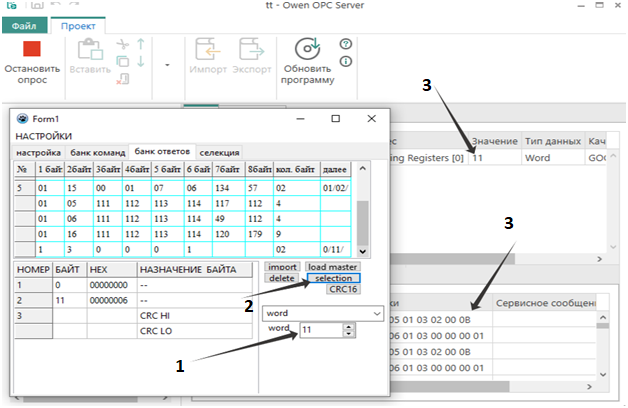 tt - Owen OPC Server
Файл Проект
Остановить опрос
Вставить
Импорт Экспорт
Обновить программу
3
Form1
НАСТРОЙКИ
настройка банк команд банк ответов селекция
№ 1 байт 2байт 3байт 4байт 5 байт 6 байт 7байт 8байт кол. байт далее
5 01 15 00 01 07 06 134 57 02 01/02/
01 05 111 112 113 114 117 112 4
01 06 111 112 113 114 49 112 4
01 16 111 112 113 114 120 179 9
1 3 0 0 0 1 02 0/11/
НОМЕР БАЙТ HEX НАЗНАЧЕНИЕ БАЙТА
1 0 00000000 --
2 11 00000006 --
3 CRC HI
CRC LO
import load master
delete selection
CRC16
2
word
word 11
1
ес Значение Тип данных Кач
ing Registers [0] 11 Word GOO
3
ки Сервисное сообщен
05 01 03 02 00 0B
06 01 03 00 00 00 01
05 01 03 02 00 0B
06 01 03 00 00 00 01